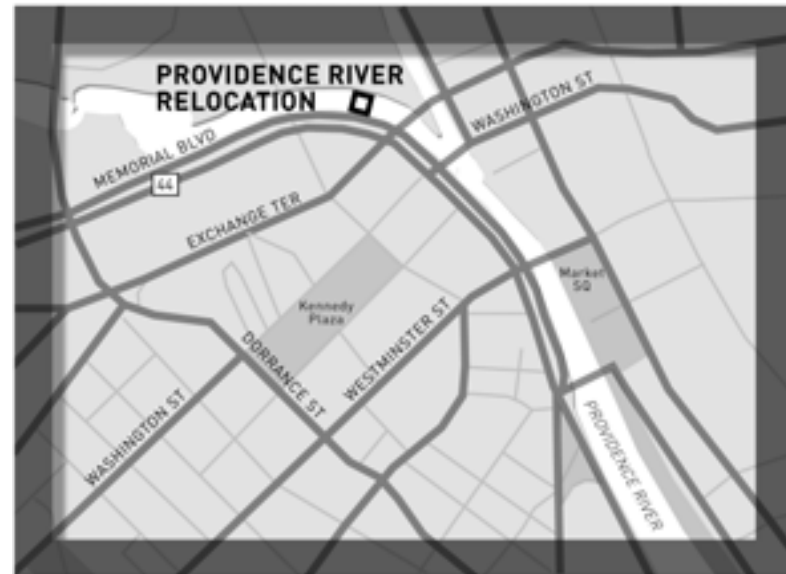 PROVIDENCE RIVER
RELOCATION
WASHINGTON ST
MEMORIAL BLVD
44
EXCHANGE TER
Market
SQ
Kennedy
Plaza
DORRANCE ST
WESTMINSTER ST
WASHINGTON ST
PROVIDENCE RIVER